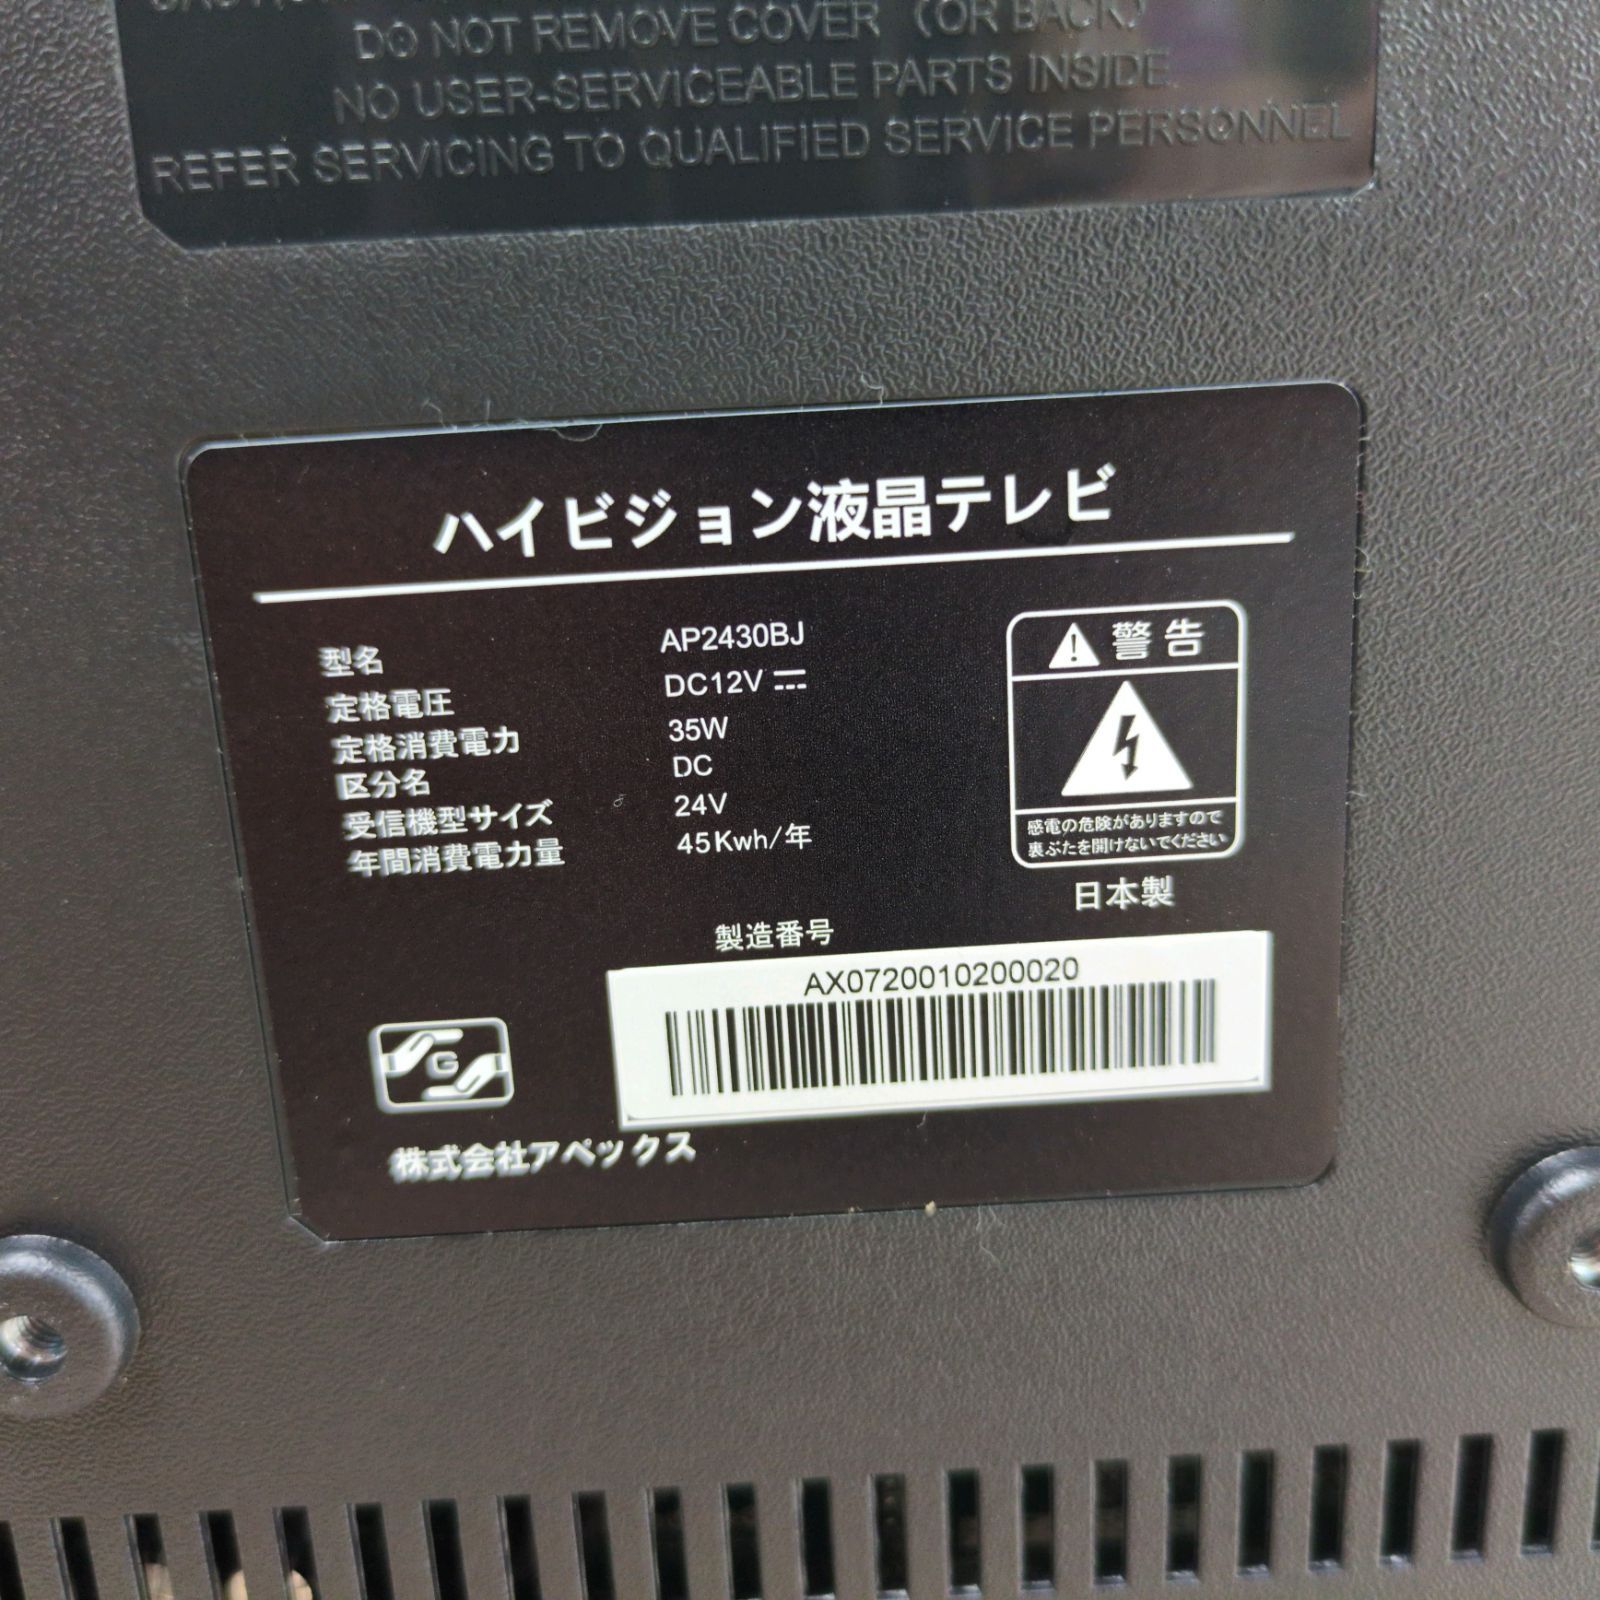 DO NOT REMOVE COVER (OR BACK)
NO USER-SERVICEABLE PARTS INSIDE.
REFER SERVICING TO QUALIFIED SERVICE PERSONNEL
ハイビジョン液晶テレビ
型名 AP2430BJ
定格電圧 DC12V
定格消費電力 35W
区分名 DC
受信機型サイズ 24V
年間消費電力量 45Kwh/年
警告
感電の危険がありますので
裏ぶたを開けないでください
日本製
製造番号
AX0720010200020
G
株式会社アペックス